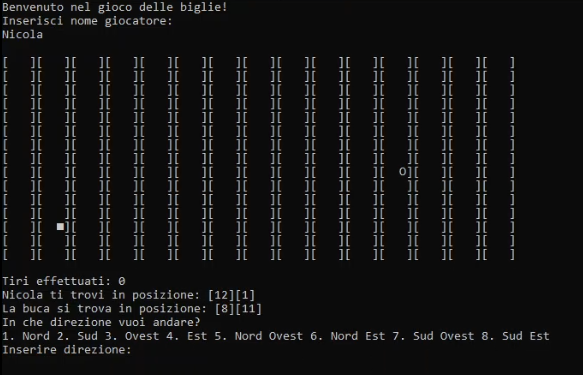 Benvenuto nel gioco delle biglie!
Inserisci nome giocatore:
Nicola
[   ][   ][   ][   ][   ][   ][   ][   ][   ][   ][   ][   ][   ][   ][   ]
[   ][   ][   ][   ][   ][   ][   ][   ][   ][   ][   ][   ][   ][   ][   ]
[   ][   ][   ][   ][   ][   ][   ][   ][   ][   ][   ][   ][   ][   ][   ]
[   ][   ][   ][   ][   ][   ][   ][   ][   ][   ][   ][   ][   ][   ][   ]
[   ][   ][   ][   ][   ][   ][   ][   ][   ][   ][   ][   ][   ][   ][   ]
[   ][   ][   ][   ][   ][   ][   ][   ][   ][   ][   ][   ][   ][   ][   ]
[   ][   ][   ][   ][   ][   ][   ][   ][   ][   ][   ][   ][   ][   ][   ]
[   ][   ][   ][   ][   ][   ][   ][   ][   ][   ][   ][   ][   ][   ][   ]
[   ][   ][   ][   ][   ][   ][   ][   ][   ][   ][   ][  O][   ][   ][   ]
[   ][   ][   ][   ][   ][   ][   ][   ][   ][   ][   ][   ][   ][   ][   ]
[   ][   ][   ][   ][   ][   ][   ][   ][   ][   ][   ][   ][   ][   ][   ]
[   ][   ][   ][   ][   ][   ][   ][   ][   ][   ][   ][   ][   ][   ][   ]
[   ][  ■][   ][   ][   ][   ][   ][   ][   ][   ][   ][   ][   ][   ][   ]
[   ][   ][   ][   ][   ][   ][   ][   ][   ][   ][   ][   ][   ][   ][   ]
[   ][   ][   ][   ][   ][   ][   ][   ][   ][   ][   ][   ][   ][   ][   ]
Tiri effettuati: 0
Nicola ti trovi in posizione: [12][1]
La buca si trova in posizione: [8][11]
In che direzione vuoi andare?
1. Nord 2. Sud 3. Ovest 4. Est 5. Nord Ovest 6. Nord Est 7. Sud Ovest 8. Sud Est
Inserire direzione: